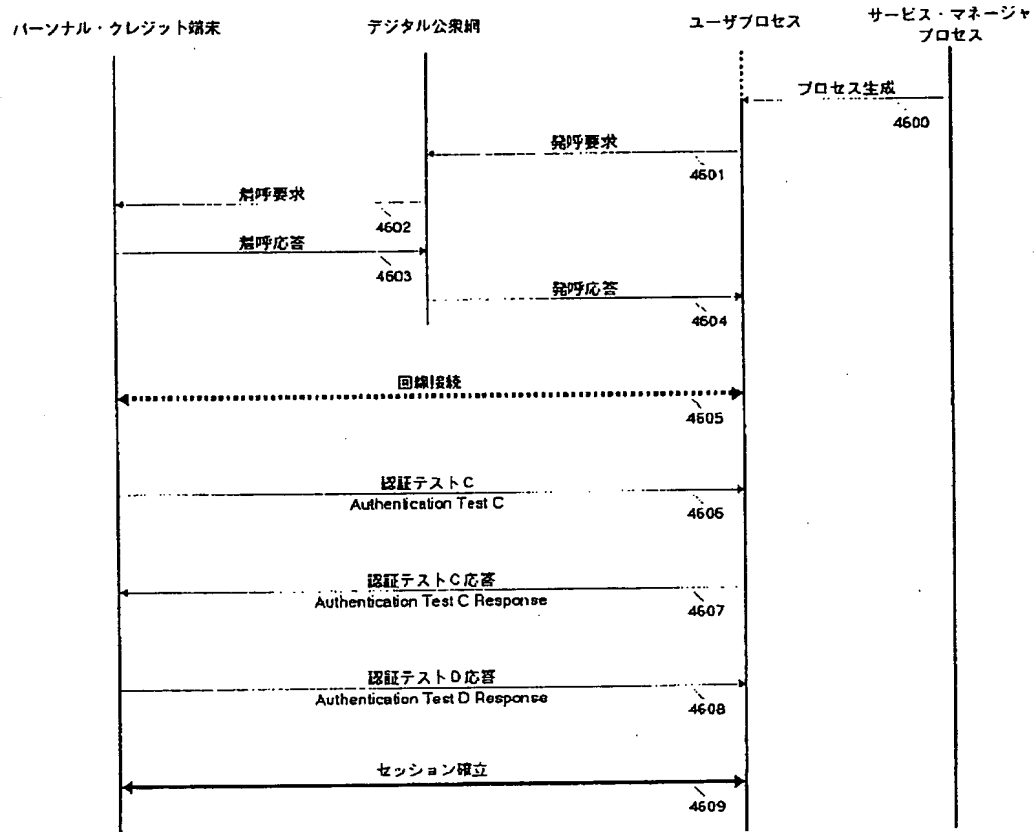 パーソナル・クレジット端末
デジタル公衆網
ユーザプロセス
サービス・マネージャ
プロセス
プロセス生成
4600
発呼要求
4601
着呼要求
4602
着呼応答
4603
発呼応答
4604
回線接続
4605
認証テストC
Authentication Test C
4606
認証テストC応答
Authentication Test C Response
4607
認証テストD応答
Authentication Test D Response
4608
セッション確立
4609